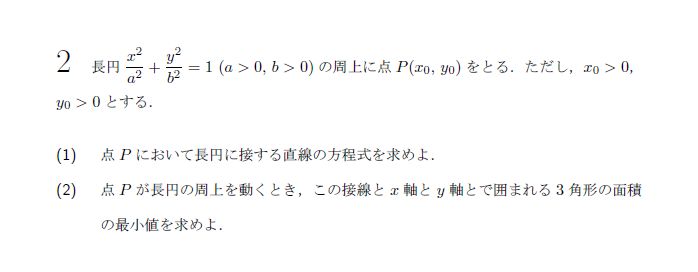 2 長円 $\frac{x^2}{a^2} + \frac{y^2}{b^2} = 1$ ($a > 0$, $b > 0$) の周上に点 $P(x_0, y_0)$ をとる．ただし，$x_0 > 0$,
$y_0 > 0$ とする．
(1) 点 $P$ において長円に接する直線の方程式を求めよ．
(2) 点 $P$ が長円の周上を動くとき，この接線と $x$ 軸と $y$ 軸とで囲まれる 3 角形の面積
の最小値を求めよ．